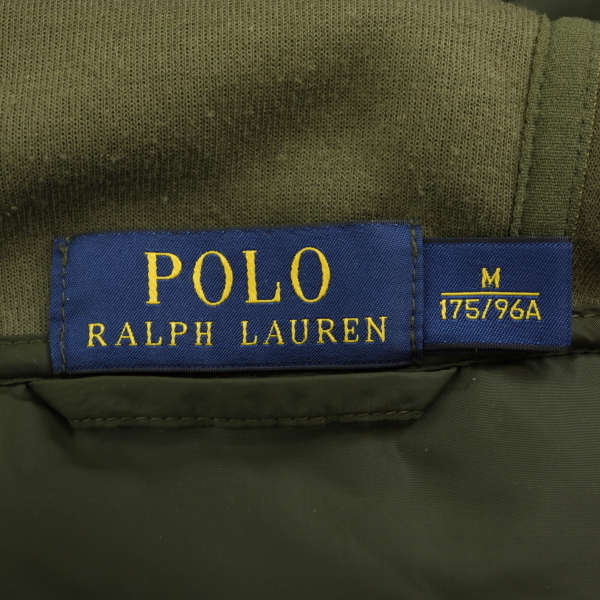 POLO
RALPH LAUREN
M
175/96A